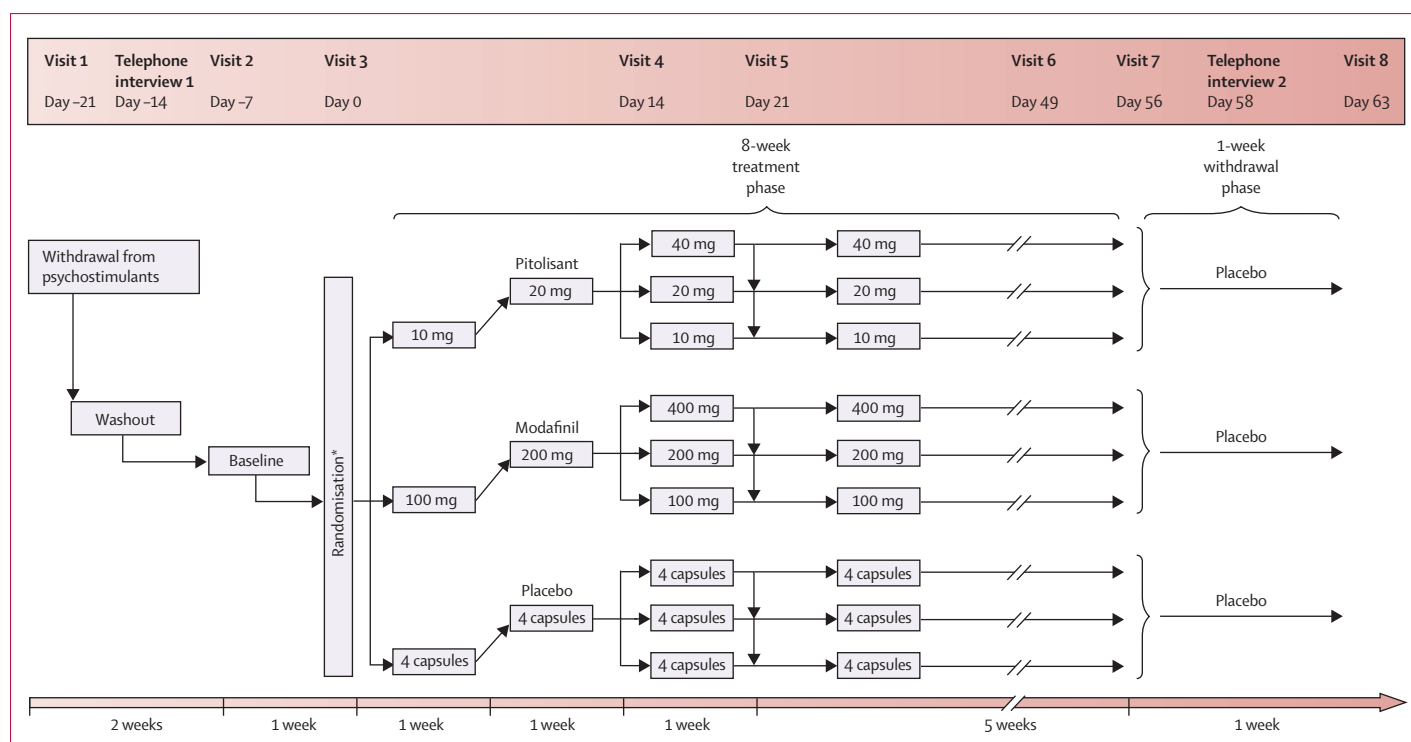 Visit 1
Telephone
interview 1
Visit 2
Visit 3
Visit 4
Visit 5
Visit 6
Visit 7
Telephone
interview 2
Visit 8
Day –21
Day –14
Day –7
Day 0
Day 14
Day 21
Day 49
Day 56
Day 58
Day 63
8-week
treatment
phase
1-week
withdrawal
phase
Withdrawal from
psychostimulants
Washout
Baseline
Randomisation*
10 mg
Pitolisant
20 mg
40 mg
20 mg
10 mg
40 mg
20 mg
10 mg
Placebo
100 mg
Modafinil
200 mg
400 mg
200 mg
100 mg
400 mg
200 mg
100 mg
Placebo
4 capsules
Placebo
4 capsules
4 capsules
4 capsules
4 capsules
4 capsules
4 capsules
4 capsules
Placebo
2 weeks
1 week
1 week
1 week
1 week
5 weeks
1 week